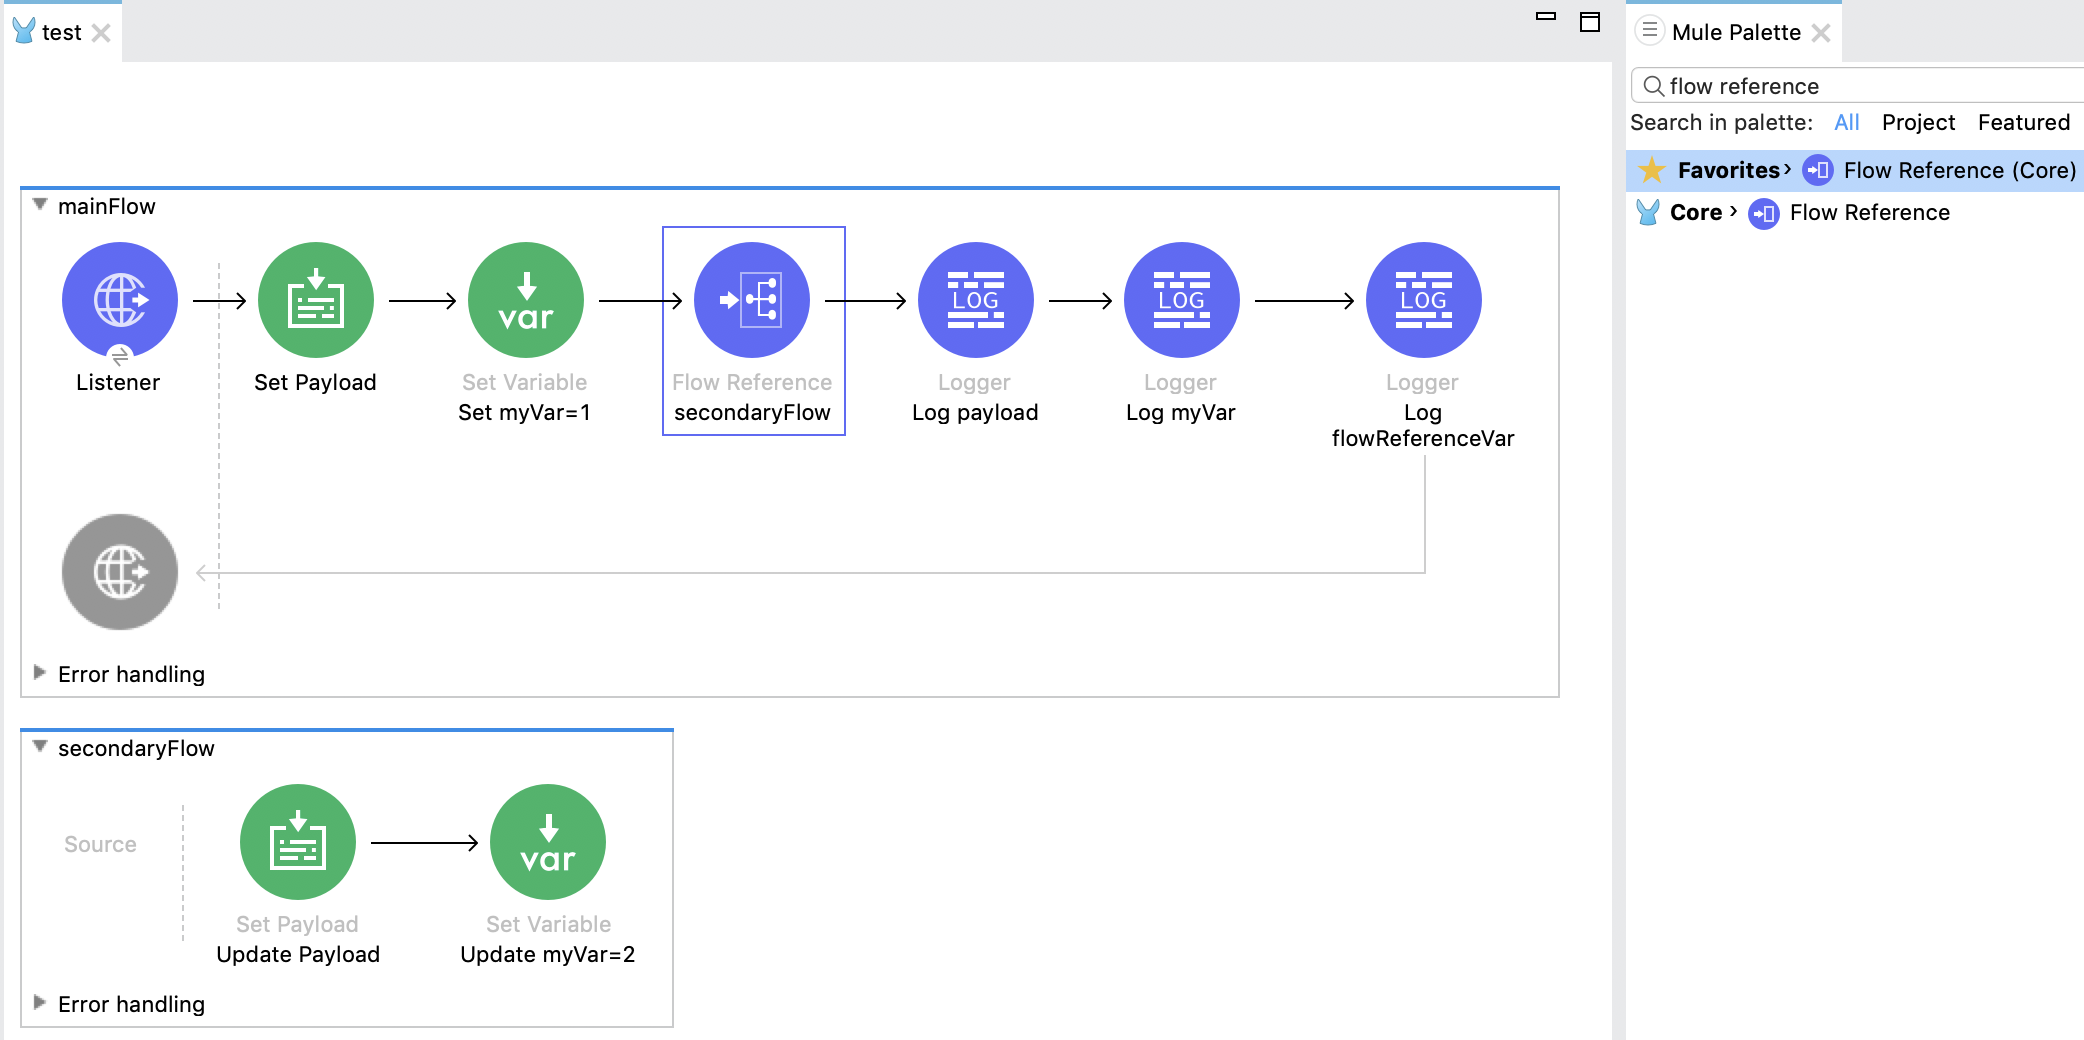 test
Mule Palette
flow reference
Search in palette: All Project Featured
Favorites › Flow Reference (Core)
Core › Flow Reference
mainFlow
LOG
LOG
LOG
var
Listener
Set Payload
Set Variable
Set myVar=1
Flow Reference
secondaryFlow
Logger
Log payload
Logger
Log myVar
Logger
Log
flowReferenceVar
Error handling
secondaryFlow
Source
var
Set Payload
Update Payload
Set Variable
Update myVar=2
Error handling